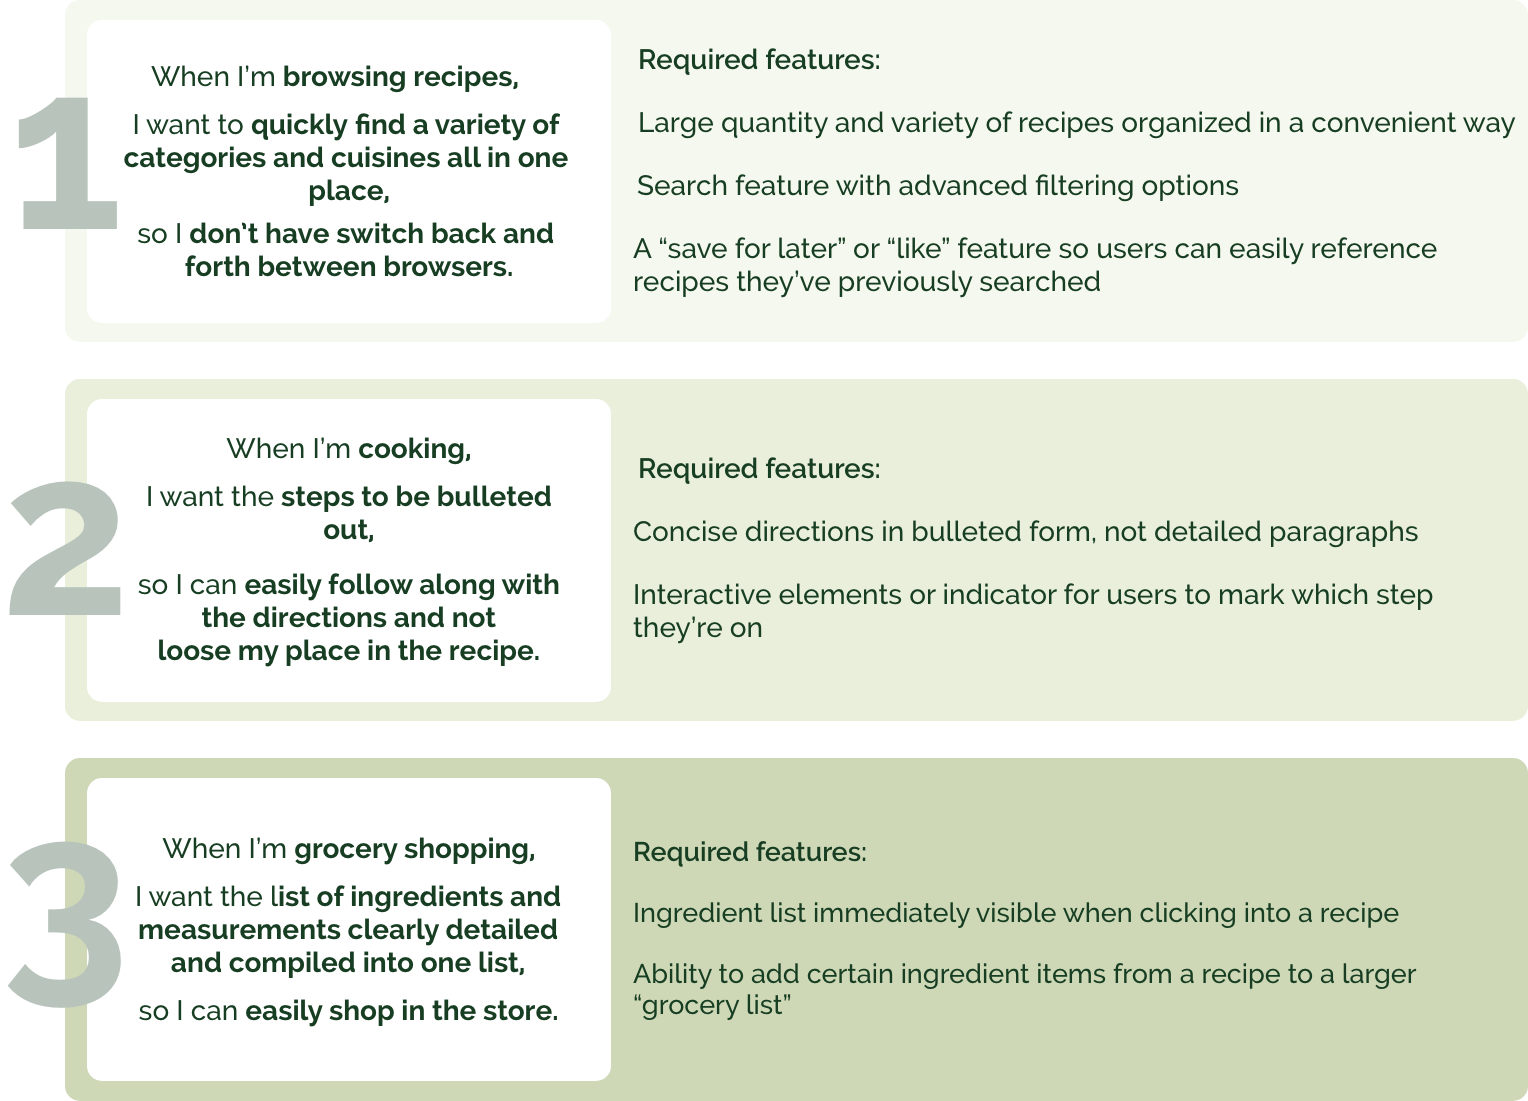 1
When I'm browsing recipes,
I want to quickly find a variety of
categories and cuisines all in one
place,
so I don't have switch back and
forth between browsers.
Required features:
Large quantity and variety of recipes organized in a convenient way
Search feature with advanced filtering options
A “save for later” or “like” feature so users can easily reference
recipes they've previously searched
2
When I'm cooking,
I want the steps to be bulleted
out,
so I can easily follow along with
the directions and not
loose my place in the recipe.
Required features:
Concise directions in bulleted form, not detailed paragraphs
Interactive elements or indicator for users to mark which step
they're on
3
When I'm grocery shopping,
I want the list of ingredients and
measurements clearly detailed
and compiled into one list,
so I can easily shop in the store.
Required features:
Ingredient list immediately visible when clicking into a recipe
Ability to add certain ingredient items from a recipe to a larger
“grocery list”